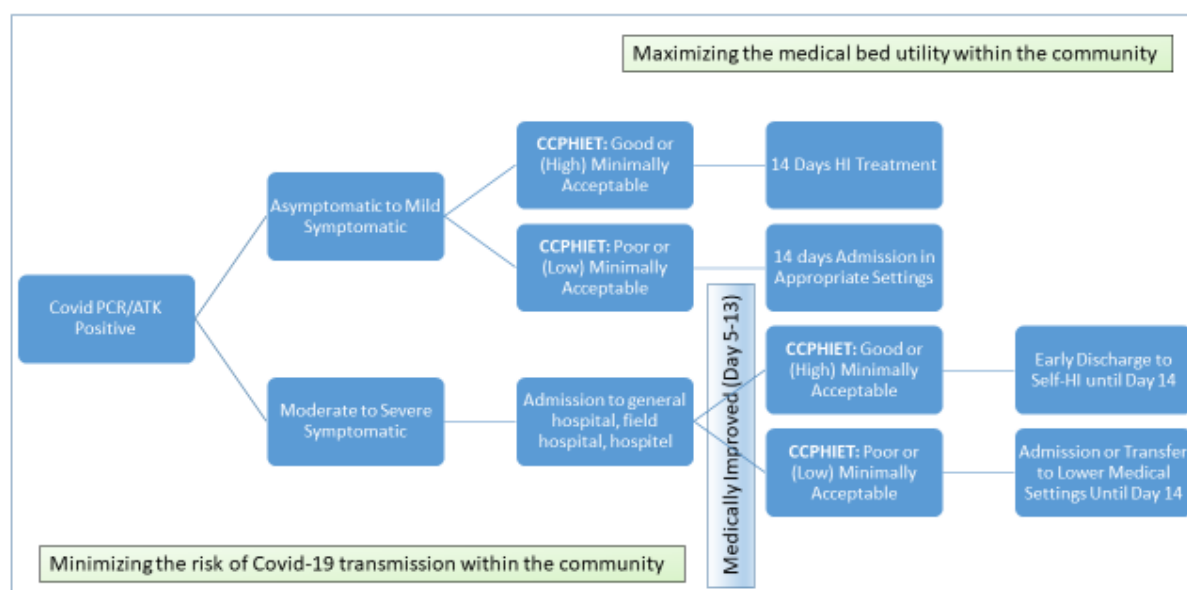 Maximizing the medical bed utility within the community
CCPHIET: Good or
(High) Minimally
Acceptable
14 Days HI Treatment
Asymptomatic to Mild
Symptomatic
CCPHIET: Poor or
(Low) Minimally
Acceptable
14 days Admission in
Appropriate Settings
Covid PCR/ATK
Positive
Medically Improved (Day 5-13)
CCPHIET: Good or
(High) Minimally
Acceptable
Early Discharge to
Self-HI until Day 14
Moderate to Severe
Symptomatic
Admission to general
hospital, field
hospital, hospitel
CCPHIET: Poor or
(Low) Minimally
Acceptable
Admission or Transfer
to Lower Medical
Settings Until Day 14
Minimizing the risk of Covid-19 transmission within the community